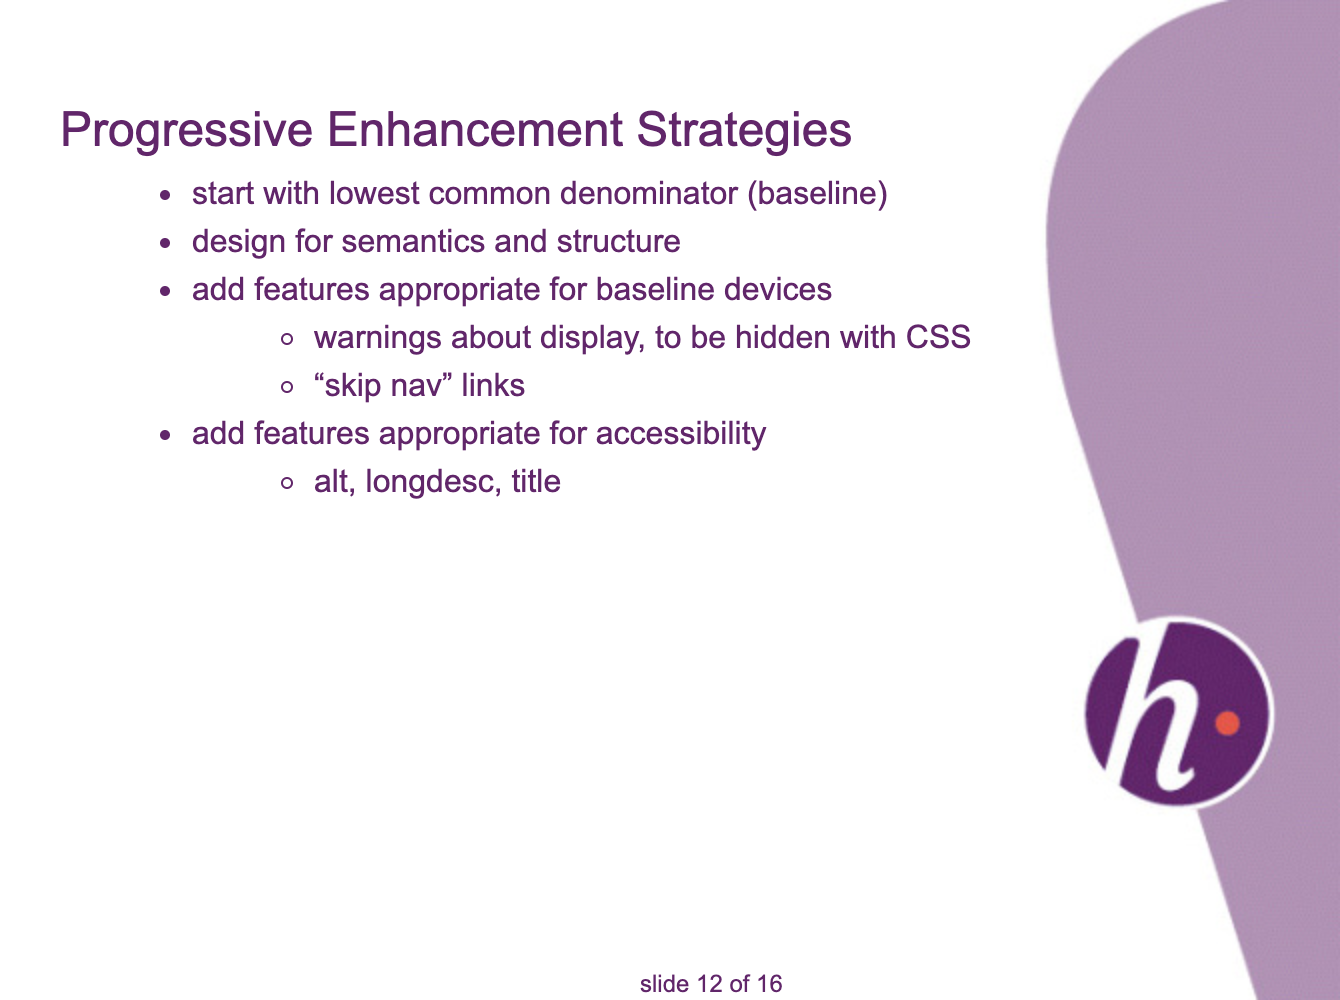 Progressive Enhancement Strategies
• start with lowest common denominator (baseline)
• design for semantics and structure
• add features appropriate for baseline devices
◦ warnings about display, to be hidden with CSS
◦ “skip nav” links
• add features appropriate for accessibility
◦ alt, longdesc, title
h
slide 12 of 16